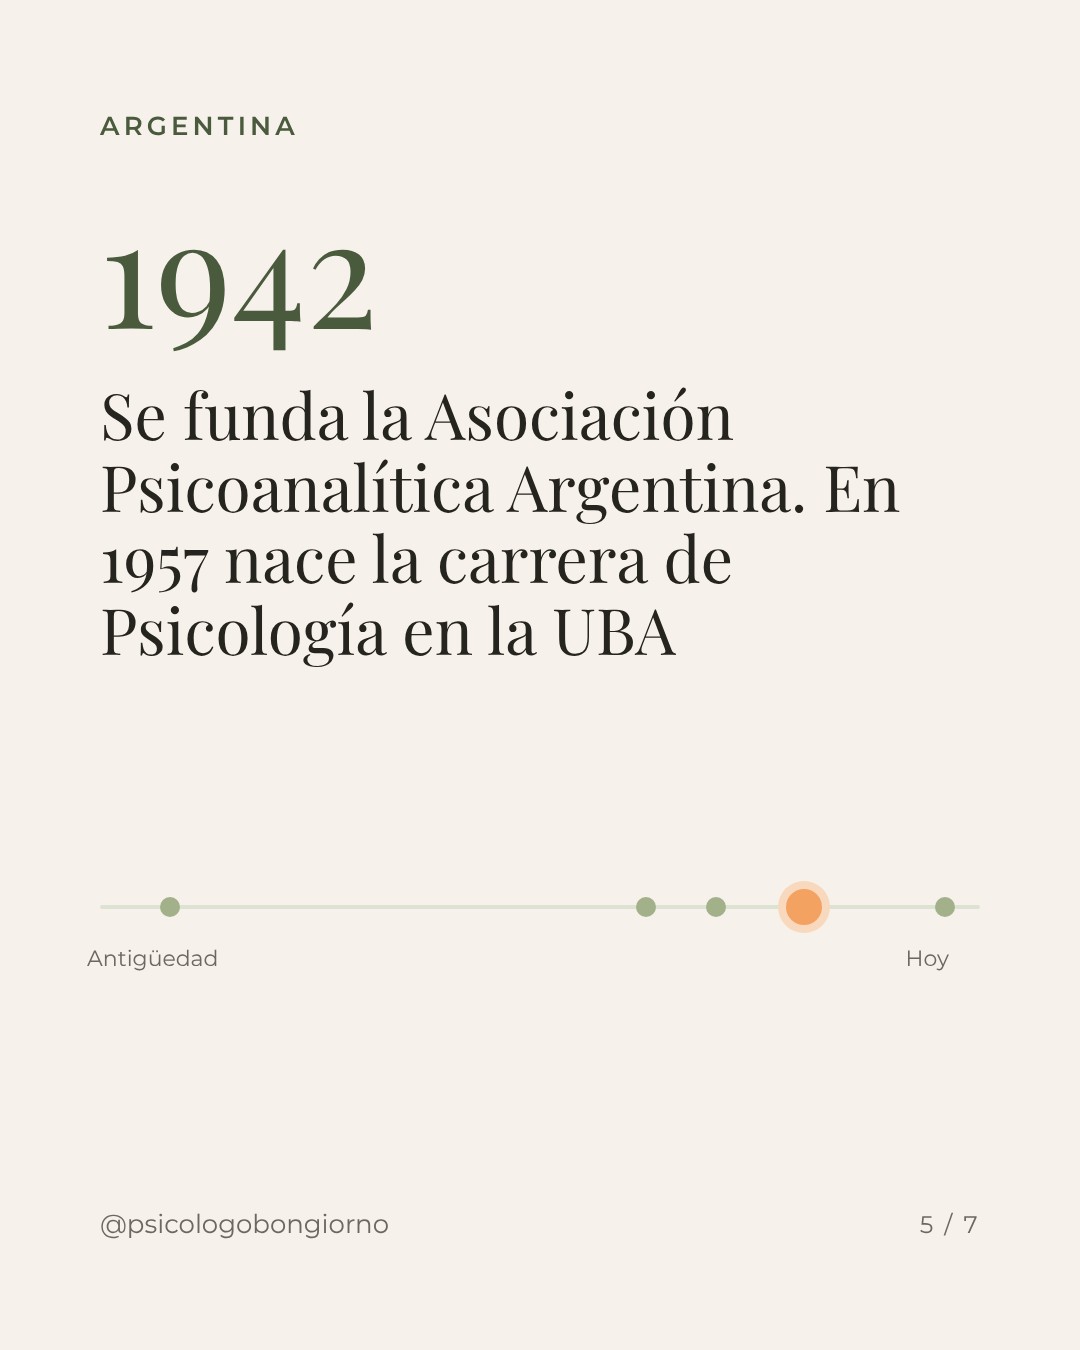 ARGENTINA
1942
Se funda la Asociación
Psicoanalítica Argentina. En
1957 nace la carrera de
Psicología en la UBA
Antigüedad
Hoy
@psicologobongiorno
5 / 7